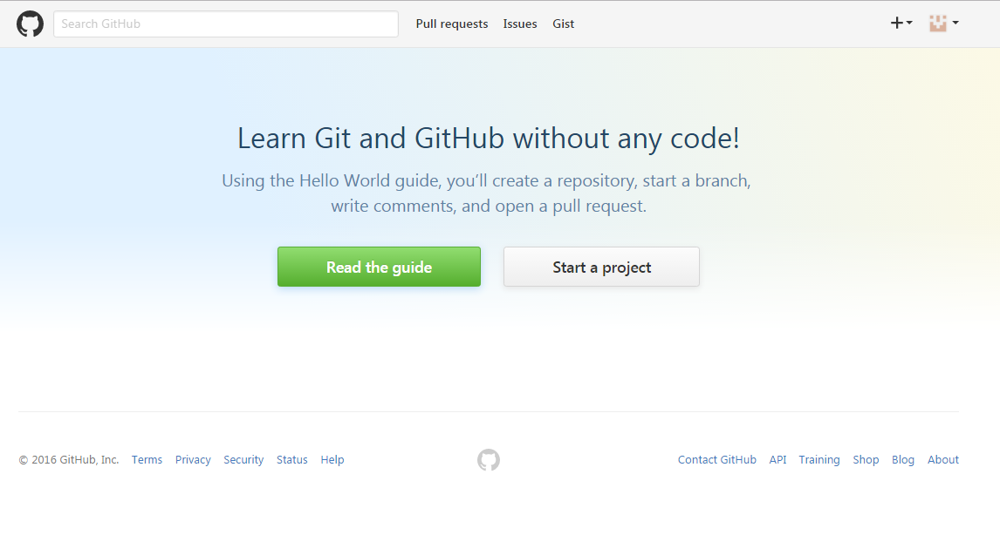 Search GitHub Pull requests Issues Gist
Learn Git and GitHub without any code!
Using the Hello World guide, you’ll create a repository, start a branch,
write comments, and open a pull request.
Read the guide Start a project
© 2016 GitHub, Inc. Terms Privacy Security Status Help Contact GitHub API Training Shop Blog About